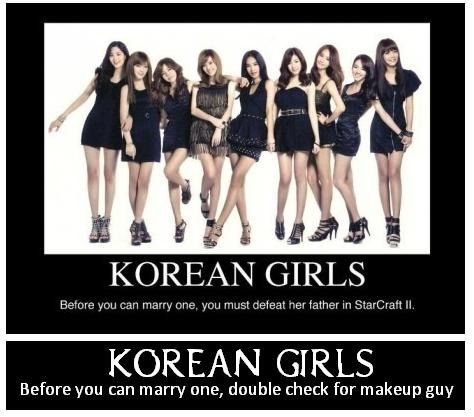 KOREAN GIRLS
Before you can marry one, you must defeat her father in StarCraft II.
KOREAN GIRLS
Before you can marry one, double check for makeup guy